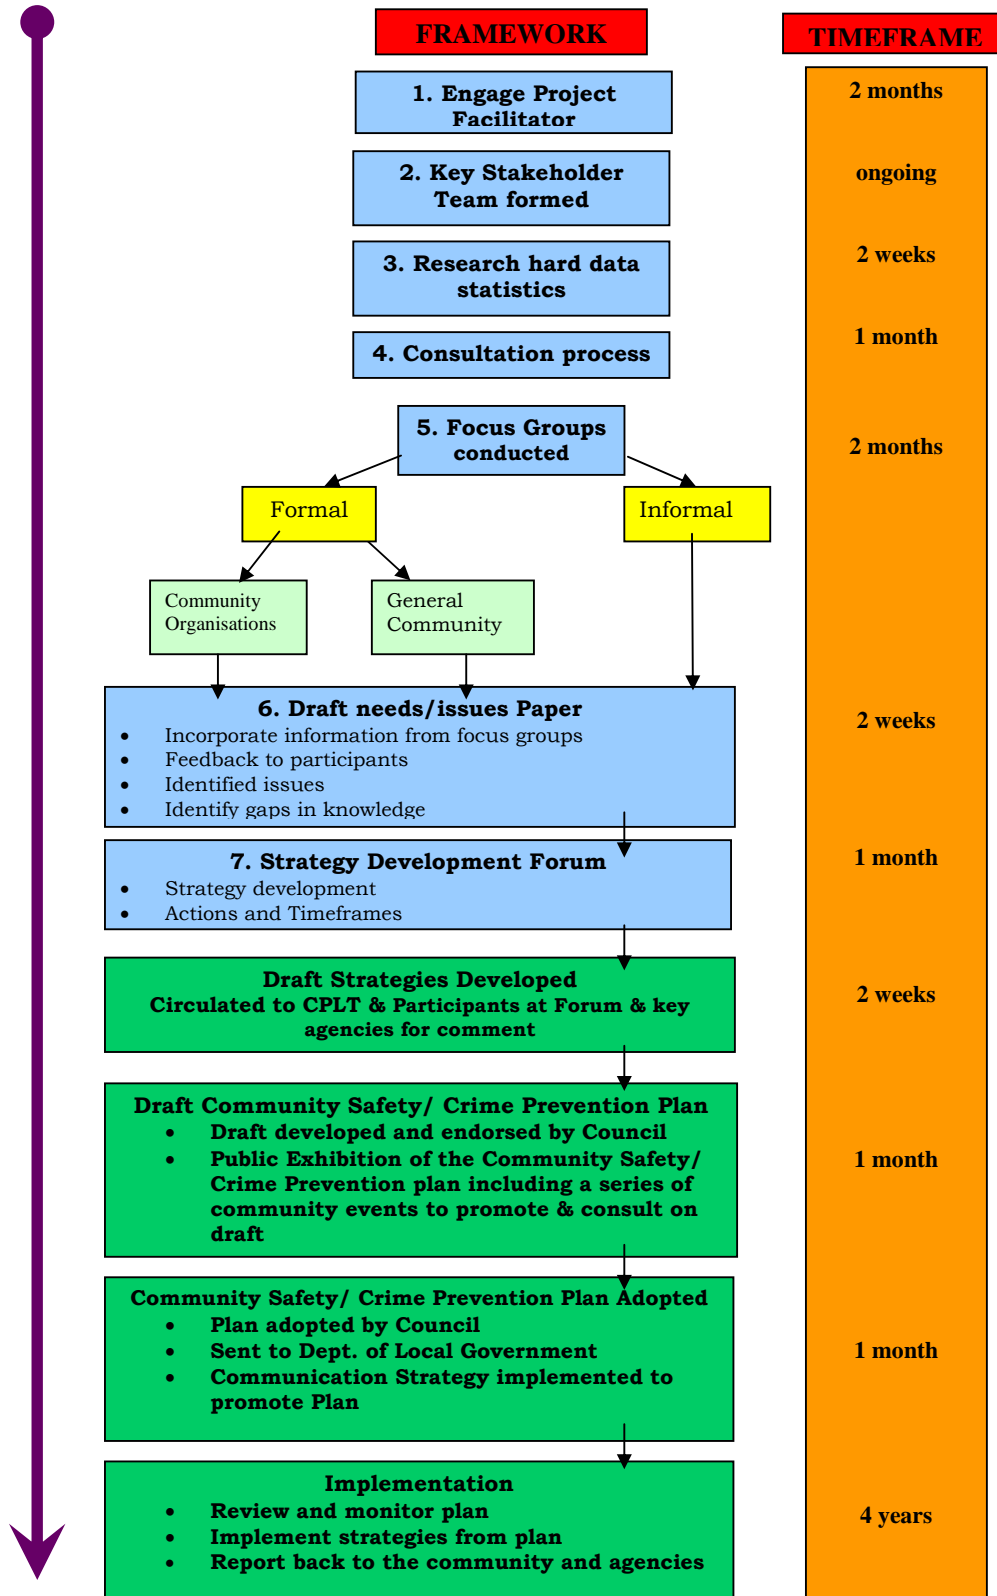 FRAMEWORK
TIMEFRAME
1. Engage Project
Facilitator
2 months
2. Key Stakeholder
Team formed
ongoing
3. Research hard data
statistics
2 weeks
4. Consultation process
1 month
5. Focus Groups
conducted
2 months
Formal
Informal
Community
Organisations
General
Community
6. Draft needs/issues Paper
• Incorporate information from focus groups
• Feedback to participants
• Identified issues
• Identify gaps in knowledge
2 weeks
7. Strategy Development Forum
• Strategy development
• Actions and Timeframes
1 month
Draft Strategies Developed
Circulated to CPLT & Participants at Forum & key
agencies for comment
2 weeks
Draft Community Safety/ Crime Prevention Plan
• Draft developed and endorsed by Council
• Public Exhibition of the Community Safety/
Crime Prevention plan including a series of
community events to promote & consult on
draft
1 month
Community Safety/ Crime Prevention Plan Adopted
• Plan adopted by Council
• Sent to Dept. of Local Government
• Communication Strategy implemented to
promote Plan
1 month
Implementation
• Review and monitor plan
• Implement strategies from plan
• Report back to the community and agencies
4 years